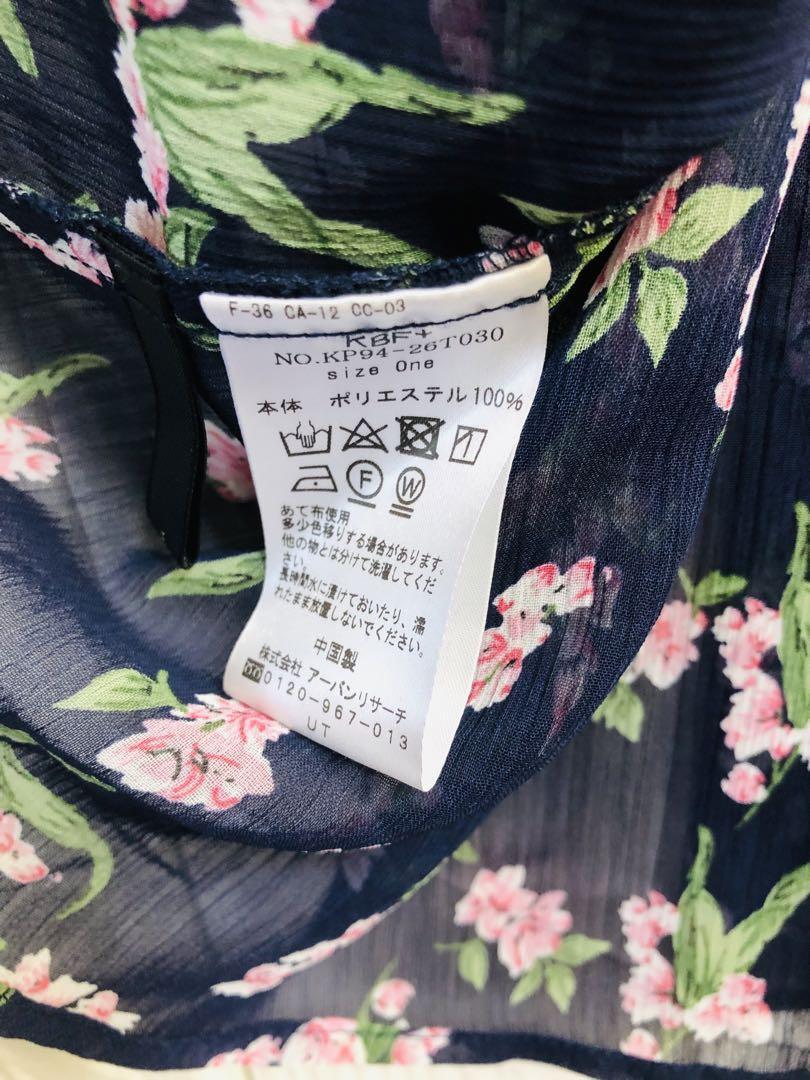 F-36 CA-12 CC-03
KBF+
NO.KP94-26T030
size One
本体 ポリエステル100%
F W
あて布使用
多少色移りする場合があります。
他の物とは分けて洗濯してくだ
さい。
長時間水に漬けておいたり、濡
れたまま放置しないでください。
中国製
株式会社 アーバンリサーチ
0120-967-013
UT